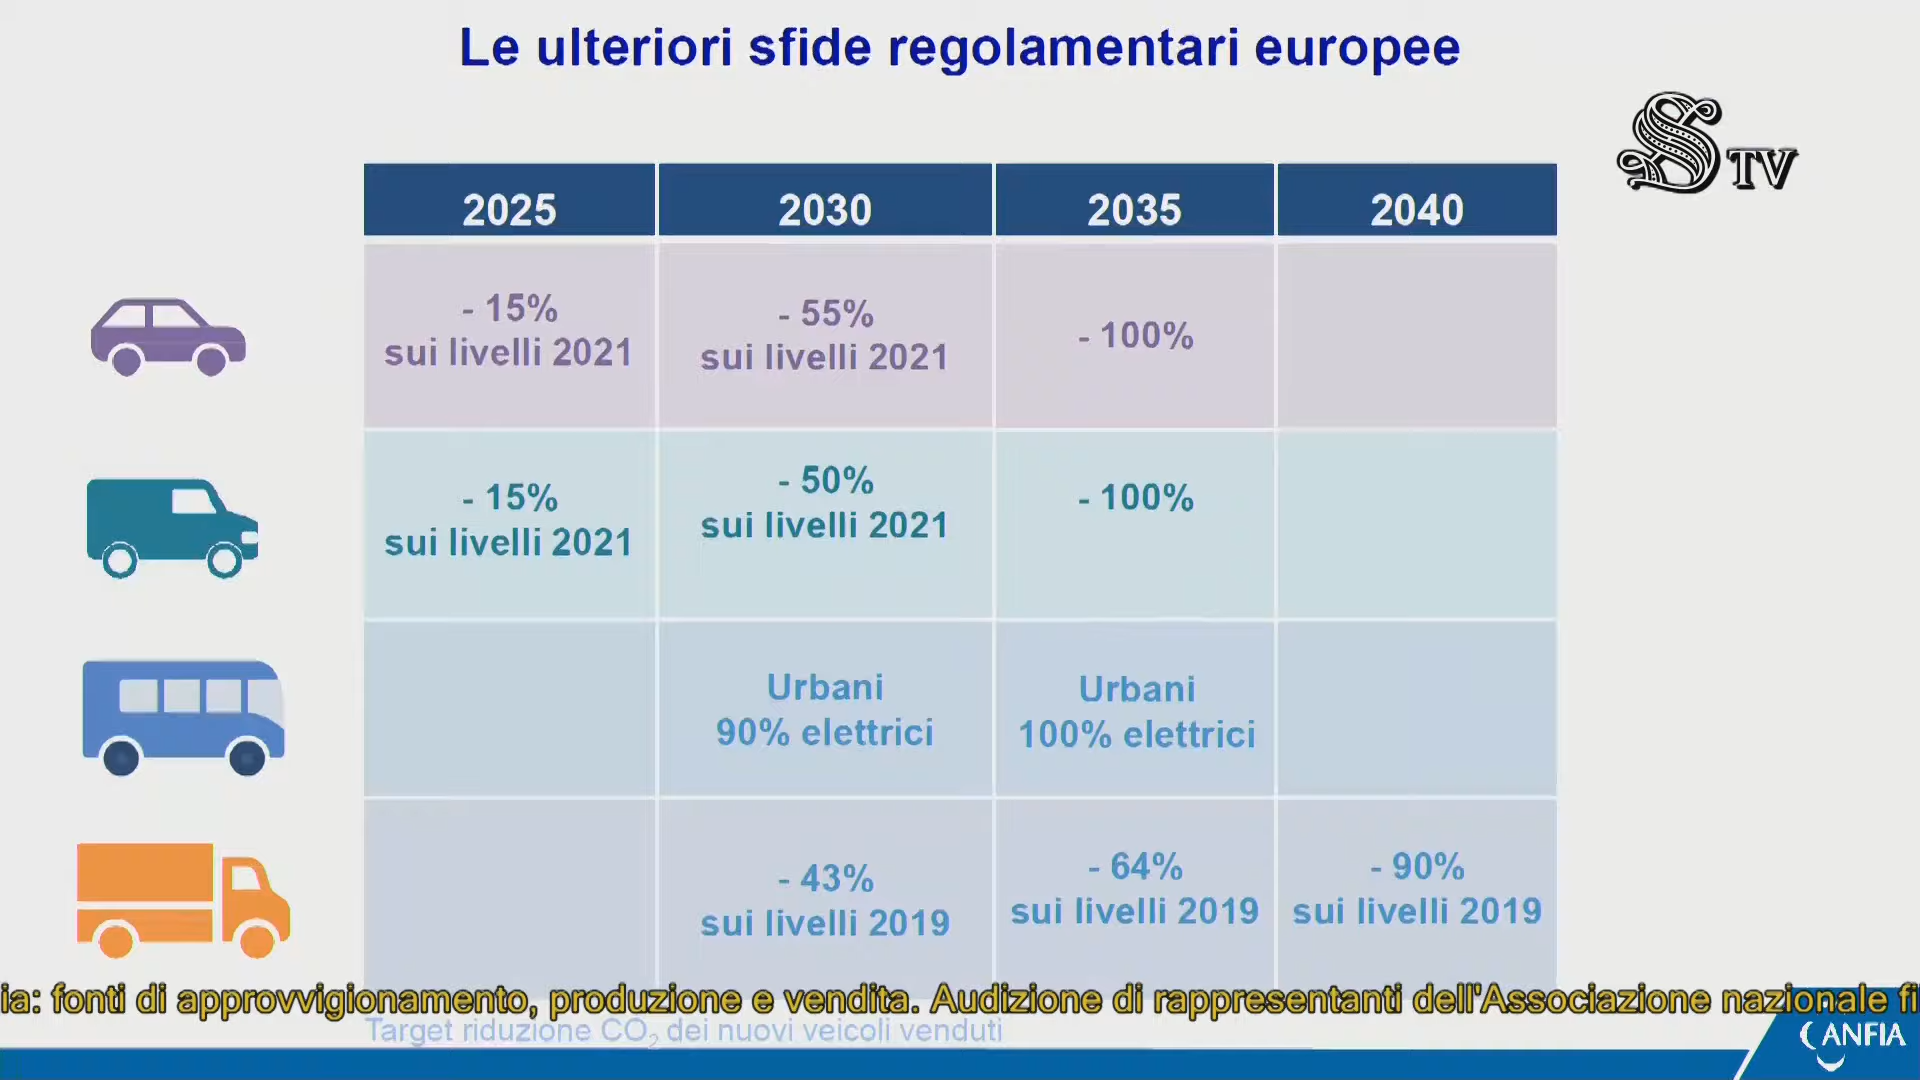 Le ulteriori sfide regolamentari europee
S TV
2025 2030 2035 2040
- 15%
sui livelli 2021
- 55%
sui livelli 2021
- 100%
- 15%
sui livelli 2021
- 50%
sui livelli 2021
- 100%
Urbani
90% elettrici
Urbani
100% elettrici
- 43%
sui livelli 2019
- 64%
sui livelli 2019
- 90%
sui livelli 2019
ia: fonti di approvvigionamento, produzione e vendita. Audizione di rappresentanti dell'Associazione nazionale fi
Target riduzione CO₂ dei nuovi veicoli venduti
ANFIA